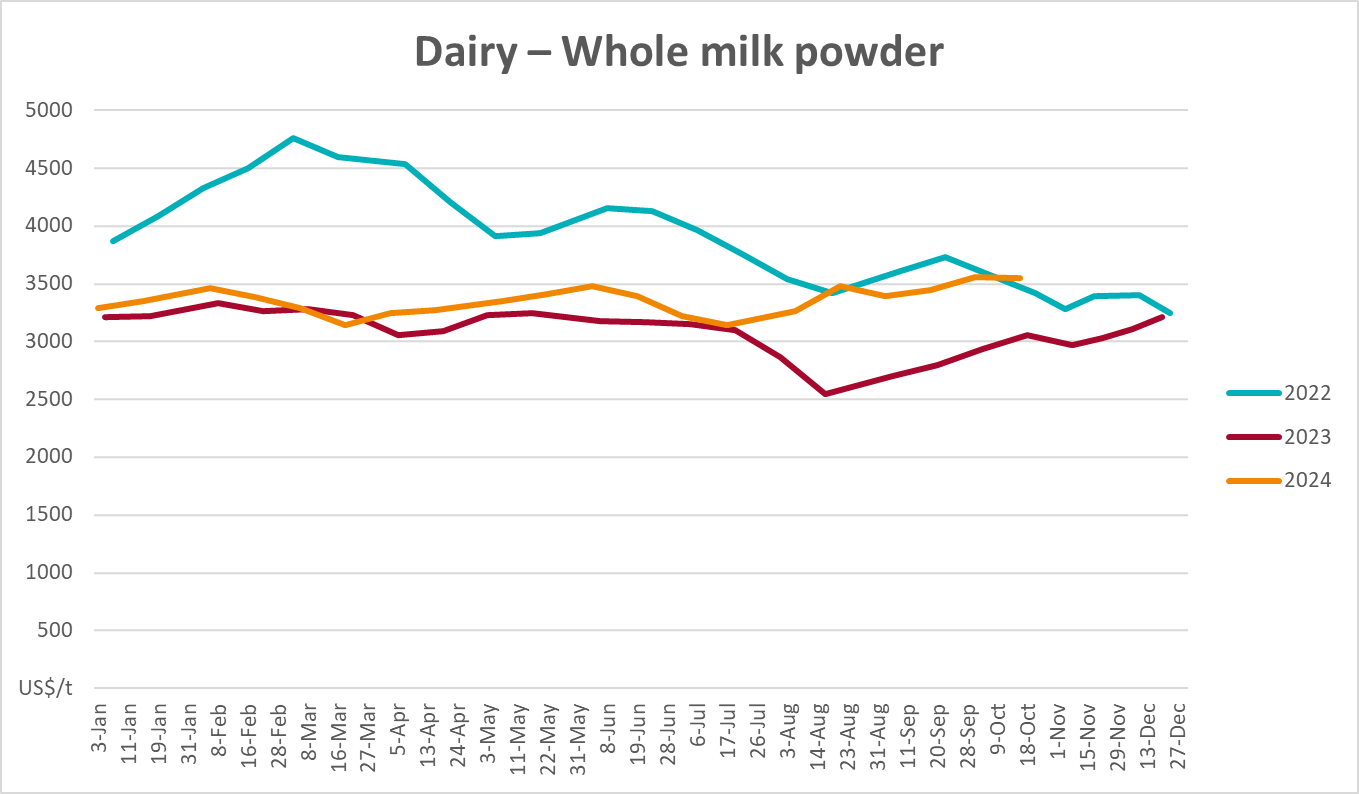 Dairy – Whole milk powder
5000
4500
4000
3500
3000
2500
2000
1500
1000
500
US$/t
2022
2023
2024
3-Jan
11-Jan
19-Jan
31-Jan
8-Feb
16-Feb
28-Feb
8-Mar
16-Mar
27-Mar
5-Apr
13-Apr
24-Apr
3-May
11-May
22-May
31-May
8-Jun
19-Jun
28-Jun
6-Jul
17-Jul
26-Jul
3-Aug
14-Aug
23-Aug
31-Aug
11-Sep
20-Sep
28-Sep
9-Oct
18-Oct
1-Nov
15-Nov
29-Nov
13-Dec
27-Dec